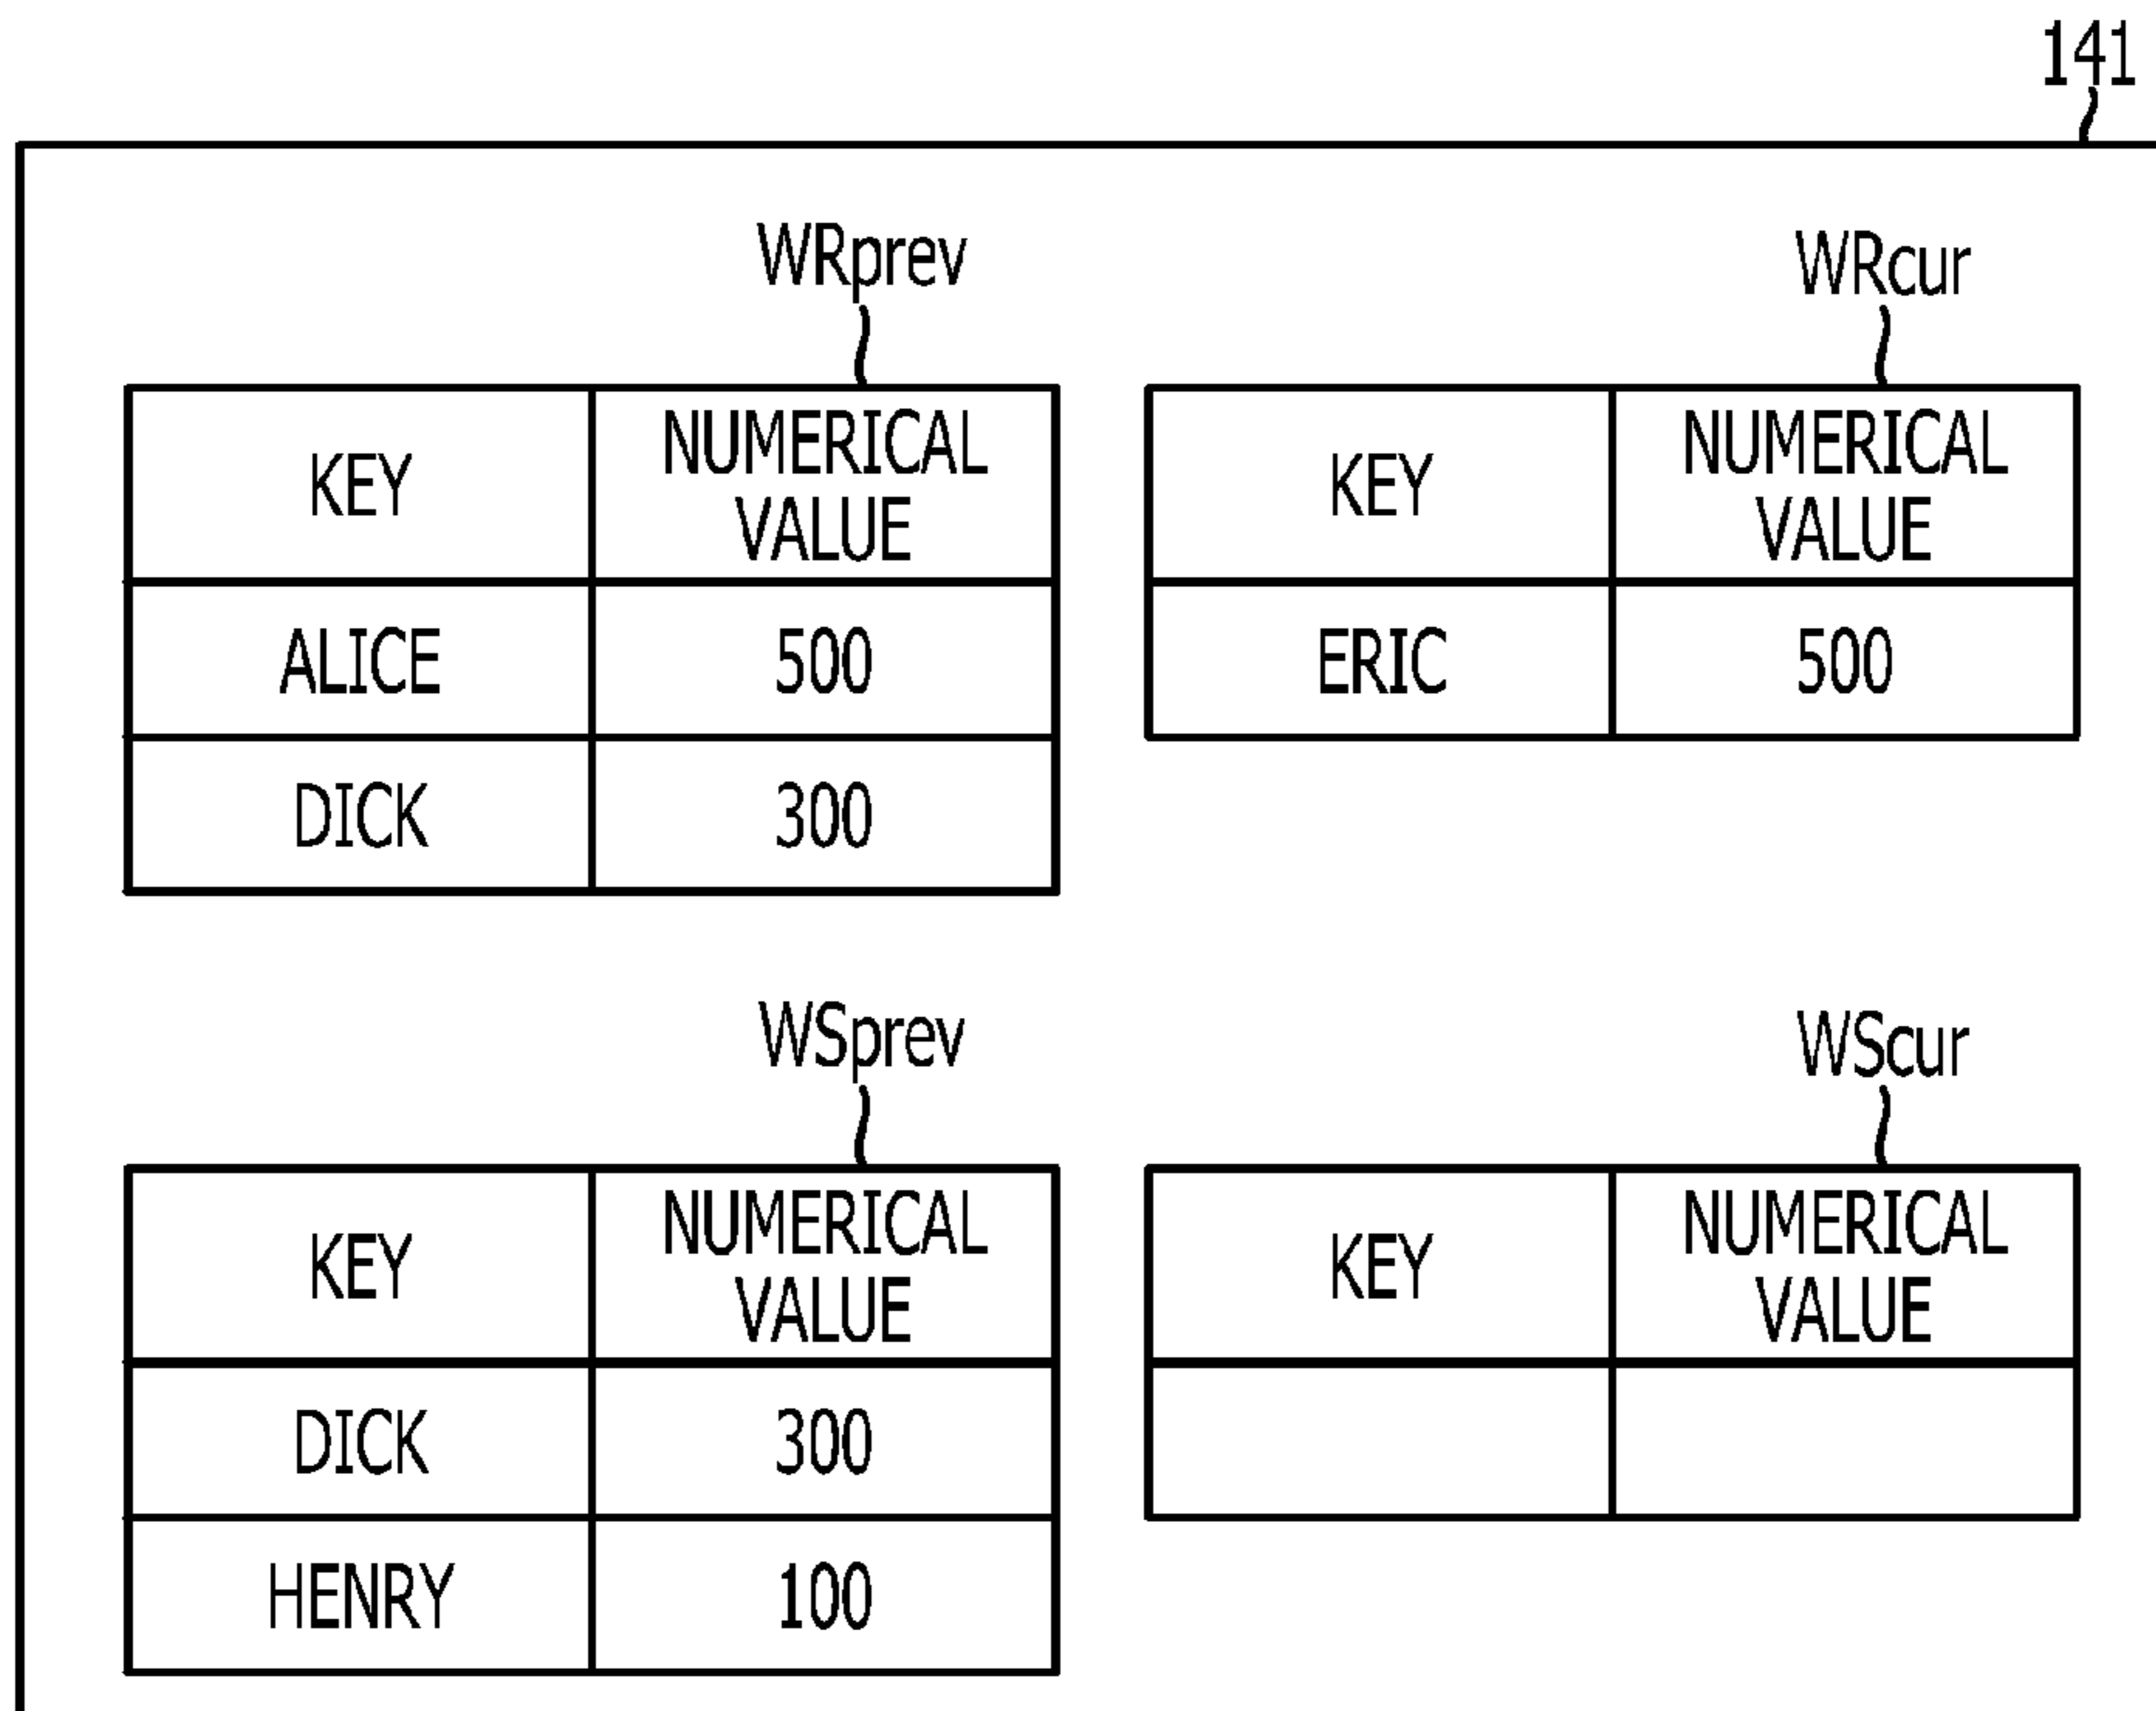 141
WRprev
KEY NUMERICAL VALUE
ALICE 500
DICK 300
WRcur
KEY NUMERICAL VALUE
ERIC 500
WSprev
KEY NUMERICAL VALUE
DICK 300
HENRY 100
WScur
KEY NUMERICAL VALUE